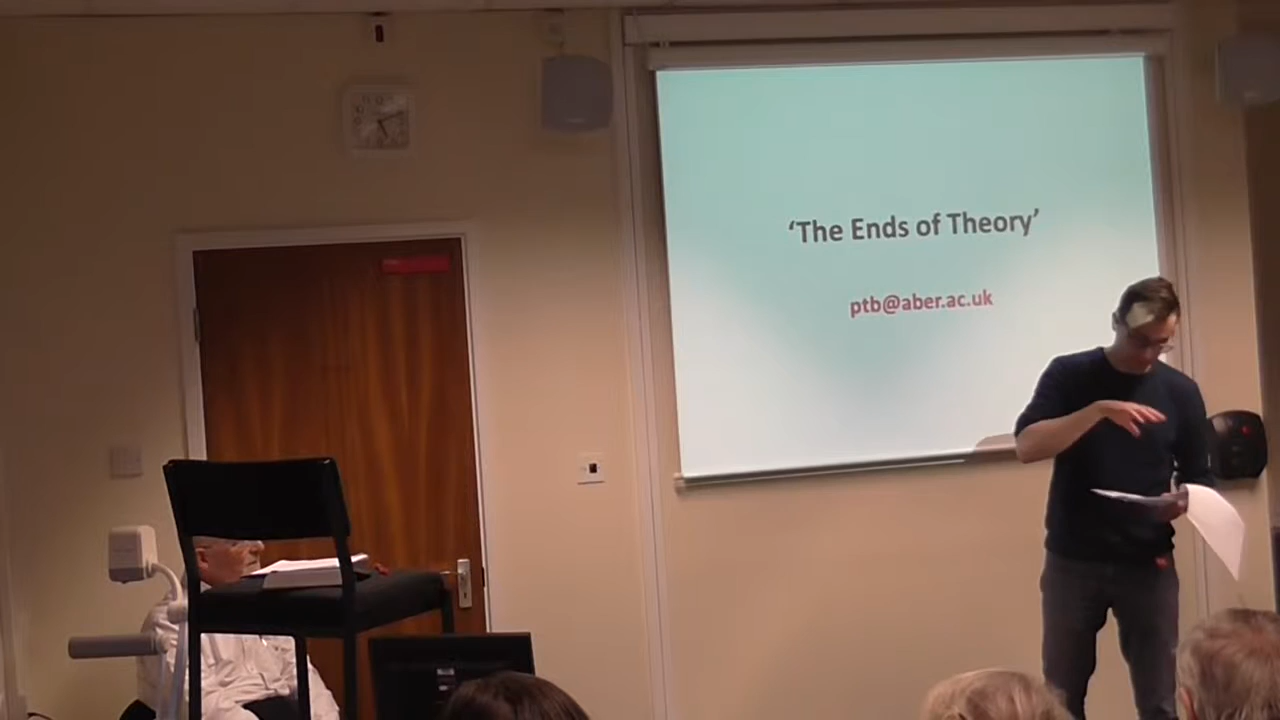 ‘The Ends of Theory’
ptb@aber.ac.uk